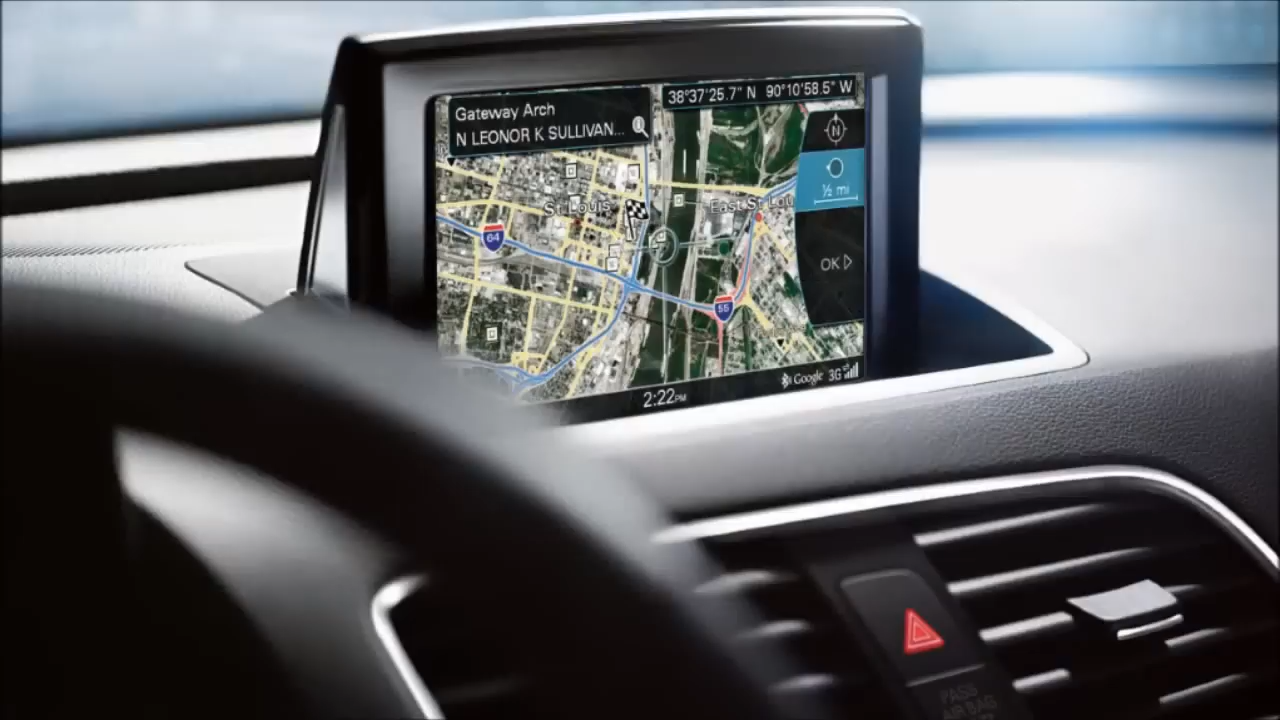 Gateway Arch
N LEONOR K SULLIVAN...
38°37'25.7" N 90°10'58.5" W
N
½ mi
St Louis
East St Lou
64
OK
55
Google 3G
2:22PM
PASS
AIR BAG